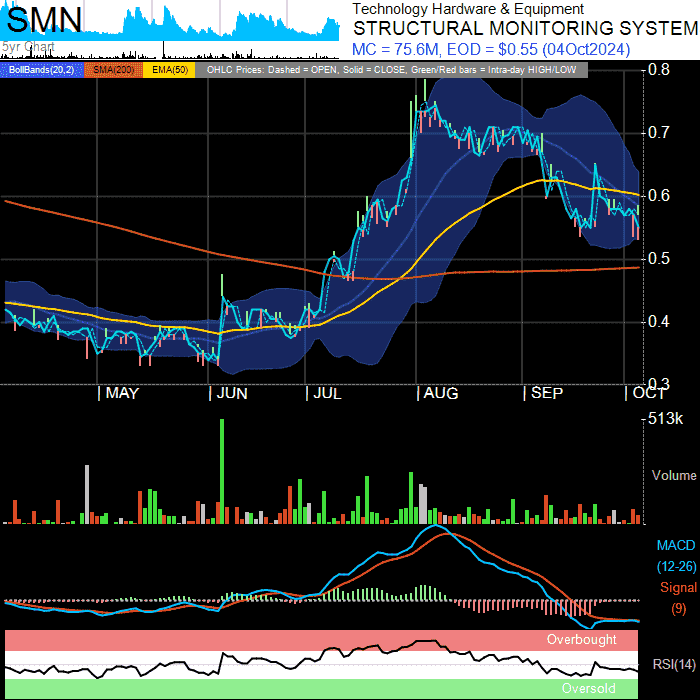 SMN
5yr Chart
Technology Hardware & Equipment
STRUCTURAL MONITORING SYSTEM
MC = 75.6M, EOD = $0.55 (04Oct2024)
BollBands(20,2) SMA(200) EMA(50) OHLC Prices: Dashed = OPEN, Solid = CLOSE, Green/Red bars = Intra-day HIGH/LOW
0.8
0.7
0.6
0.5
0.4
0.3
MAY JUN JUL AUG SEP OCT
513k
Volume
MACD
(12-26)
Signal
(9)
Overbought
RSI(14)
Oversold